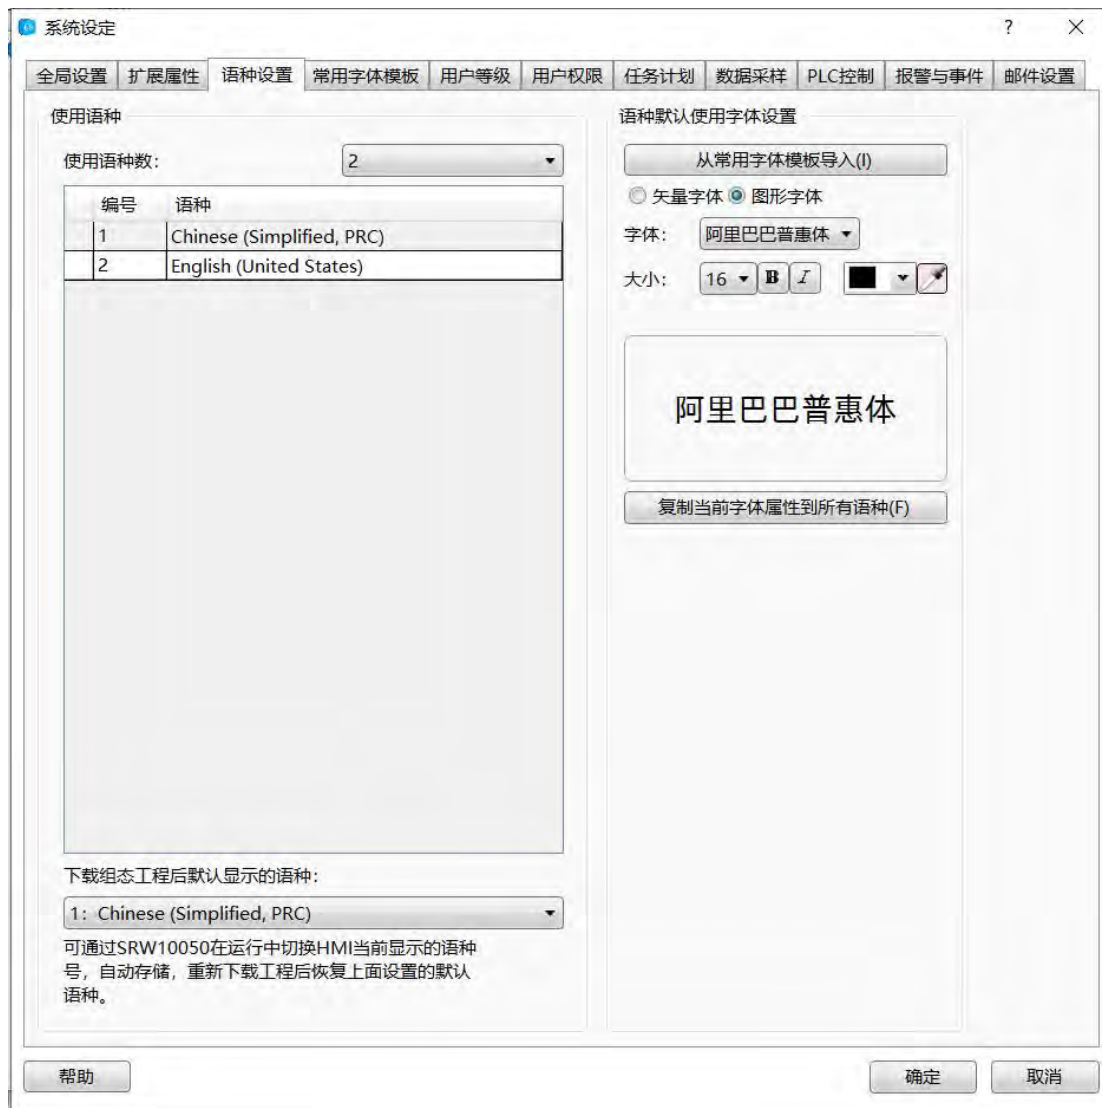 系统设定
?
全局设置 扩展属性 语种设置 常用字体模板 用户等级 用户权限 任务计划 数据采样 PLC控制 报警与事件 邮件设置
使用语种
使用语种数: 2
编号 语种
1 Chinese (Simplified, PRC)
2 English (United States)
下载组态工程后默认显示的语种:
1: Chinese (Simplified, PRC)
可通过SRW10050在运行中切换HMI当前显示的语种
号，自动存储，重新下载工程后恢复上面设置的默认
语种。
语种默认使用字体设置
从常用字体模板导入(I)
矢量字体 图形字体
字体: 阿里巴巴普惠体
大小: 16 B I
阿里巴巴普惠体
复制当前字体属性到所有语种(F)
帮助 确定 取消